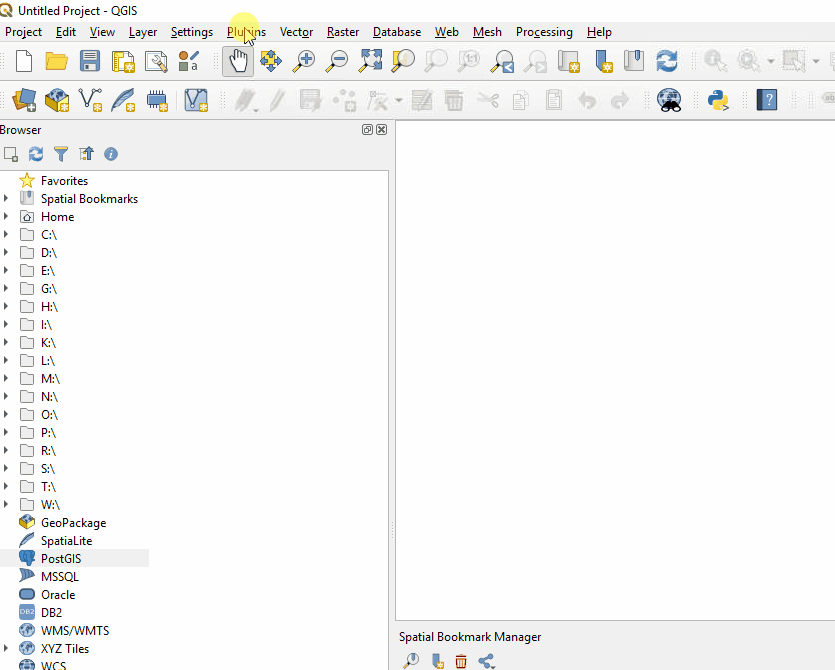 Untitled Project - QGIS
Project Edit View Layer Settings Plugins Vector Raster Database Web Mesh Processing Help
Browser
Favorites
Spatial Bookmarks
Home
C:\
D:\
E:\
G:\
H:\
I:\
K:\
L:\
M:\
N:\
O:\
P:\
R:\
S:\
T:\
W:\
GeoPackage
SpatiaLite
PostGIS
MSSQL
Oracle
DB2 DB2
WMS/WMTS
XYZ Tiles
WCS
Spatial Bookmark Manager